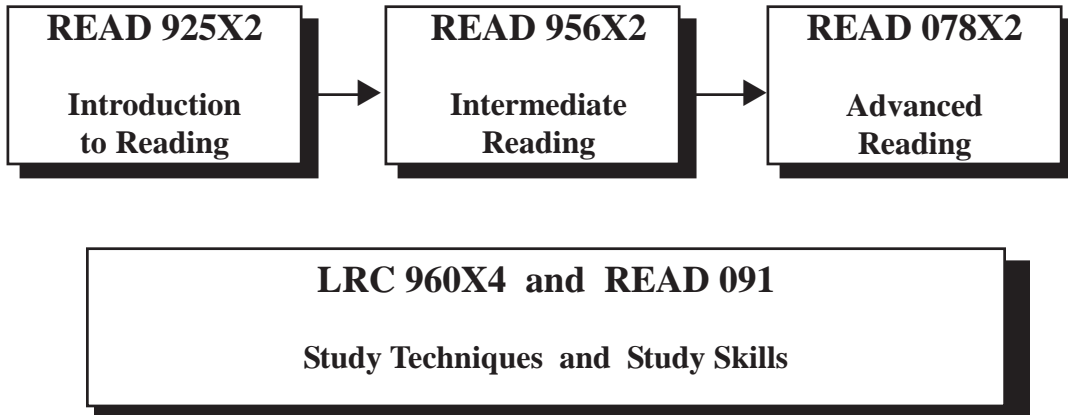 READ 925X2
Introduction
to Reading
READ 956X2
Intermediate
Reading
READ 078X2
Advanced
Reading
LRC 960X4 and READ 091
Study Techniques and Study Skills